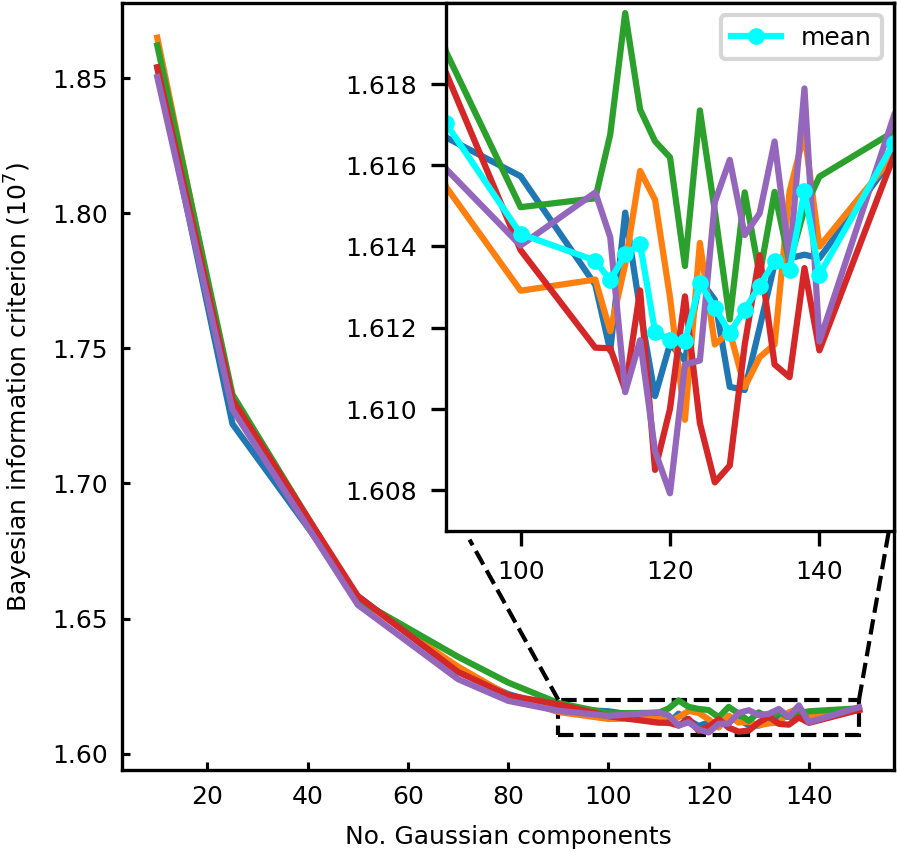 mean
1.618
1.616
1.614
1.612
1.610
1.608
100 120 140
1.85
1.80
1.75
1.70
1.65
1.60
Bayesian information criterion (10⁷)
20 40 60 80 100 120 140
No. Gaussian components